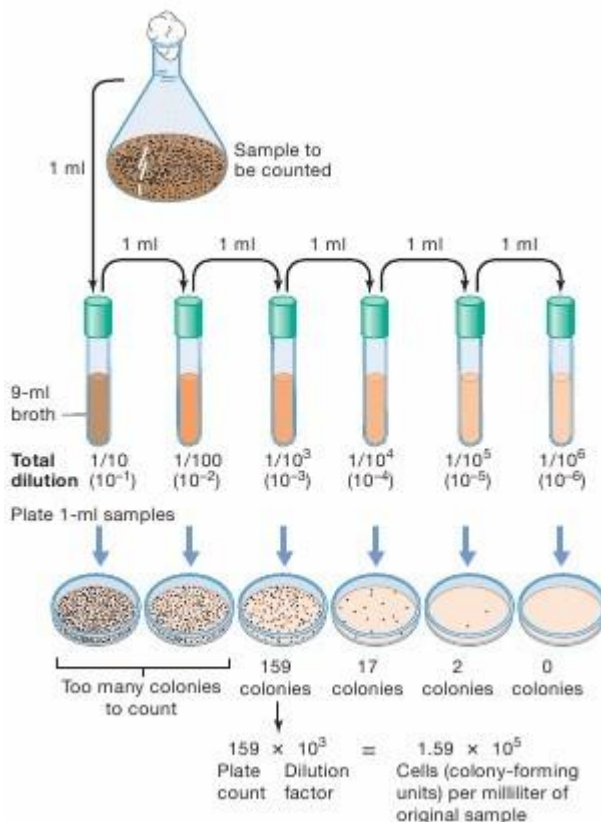 1 ml
Sample to
be counted
1 ml
1 ml
1 ml
1 ml
1 ml
9-ml
broth
Total
dilution
1/10
(10⁻¹)
1/100
(10⁻²)
1/10³
(10⁻³)
1/10⁴
(10⁻⁴)
1/10⁵
(10⁻⁵)
1/10⁶
(10⁻⁶)
Plate 1-ml samples
Too many colonies
to count
159
colonies
17
colonies
2
colonies
0
colonies
159 × 10³ = 1.59 × 10⁵
Plate
count
Dilution
factor
Cells (colony-forming
units) per milliliter of
original sample